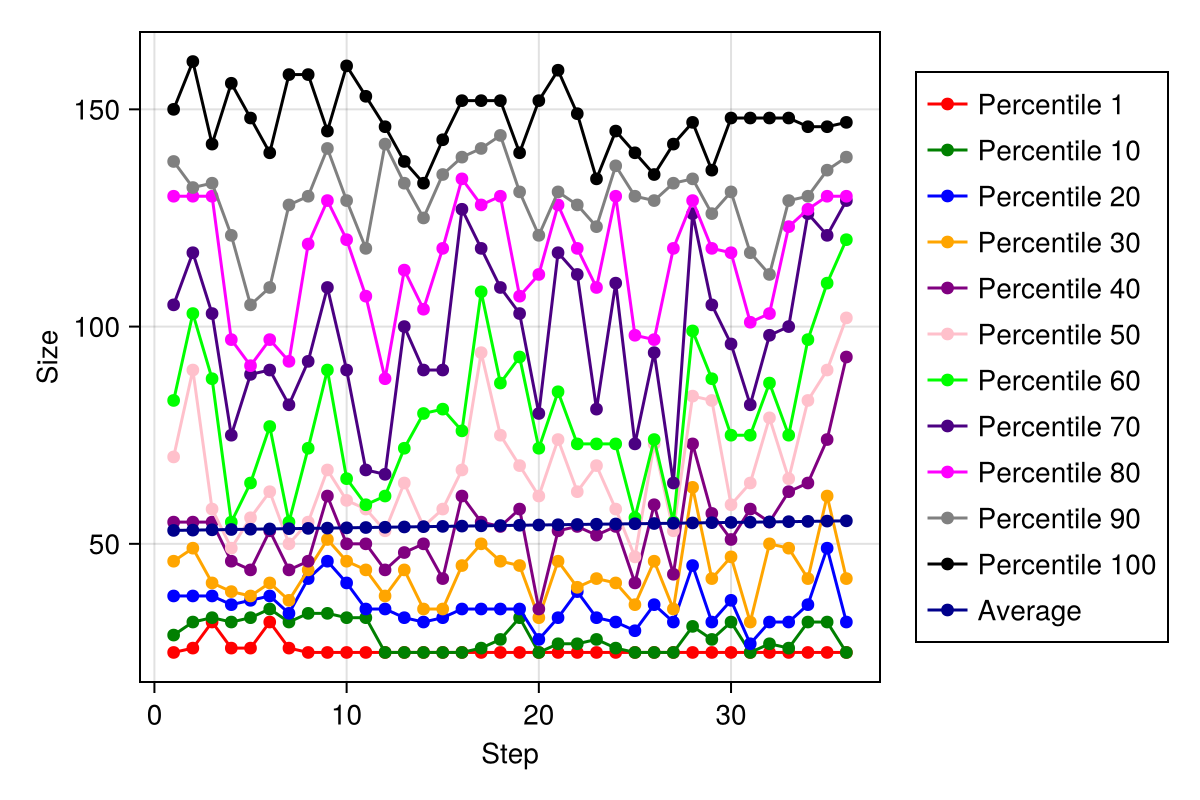 150
100
50
Size
0
10
20
30
Step
Percentile 1
Percentile 10
Percentile 20
Percentile 30
Percentile 40
Percentile 50
Percentile 60
Percentile 70
Percentile 80
Percentile 90
Percentile 100
Average